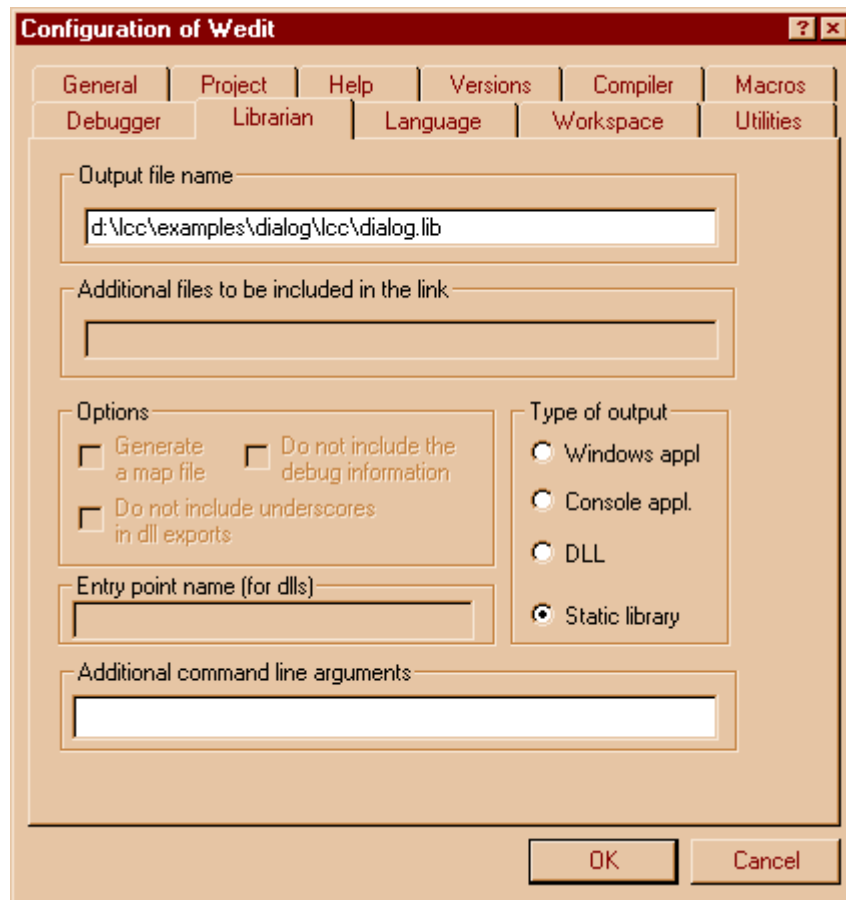 Configuration of Wedit
General Project Help Versions Compiler Macros
Debugger Librarian Language Workspace Utilities
Output file name
d:\lcc\examples\dialog\lcc\dialog.lib
Additional files to be included in the link
Options
Generate
a map file
Do not include the
debug information
Do not include underscores
in dll exports
Type of output
Windows appl
Console appl.
DLL
Static library
Entry point name (for dlls)
Additional command line arguments
OK Cancel